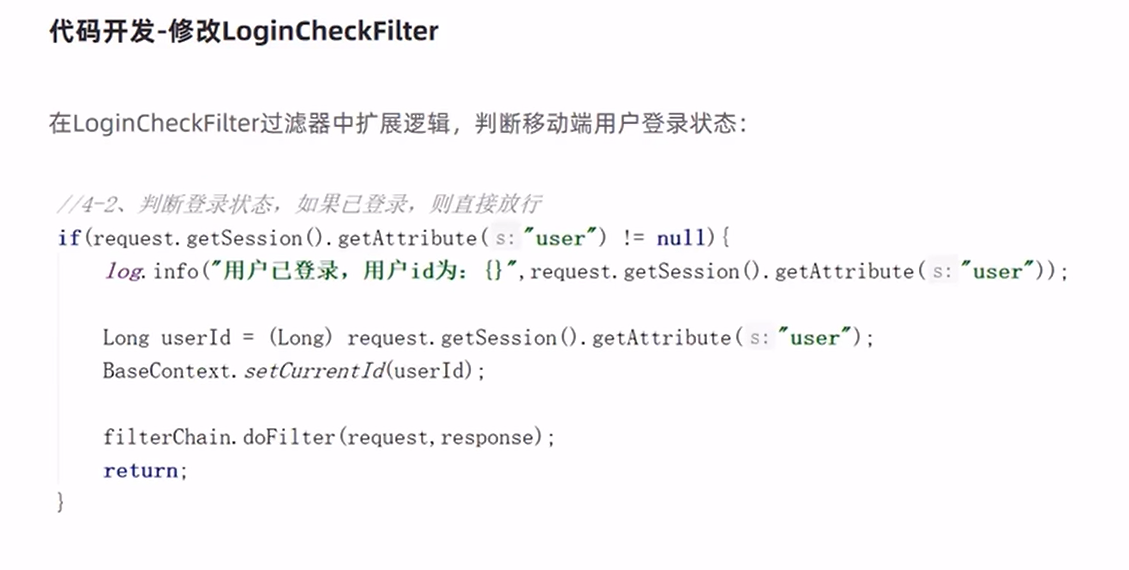 代码开发-修改LoginCheckFilter
在LoginCheckFilter过滤器中扩展逻辑，判断移动端用户登录状态：
//4-2、判断登录状态，如果已登录，则直接放行
if(request.getSession().getAttribute( s: "user") != null){
log.info("用户已登录，用户id为：{}",request.getSession().getAttribute( s: "user"));
Long userId = (Long) request.getSession().getAttribute( s: "user");
BaseContext.setCurrentId(userId);
filterChain.doFilter(request,response);
return;
}